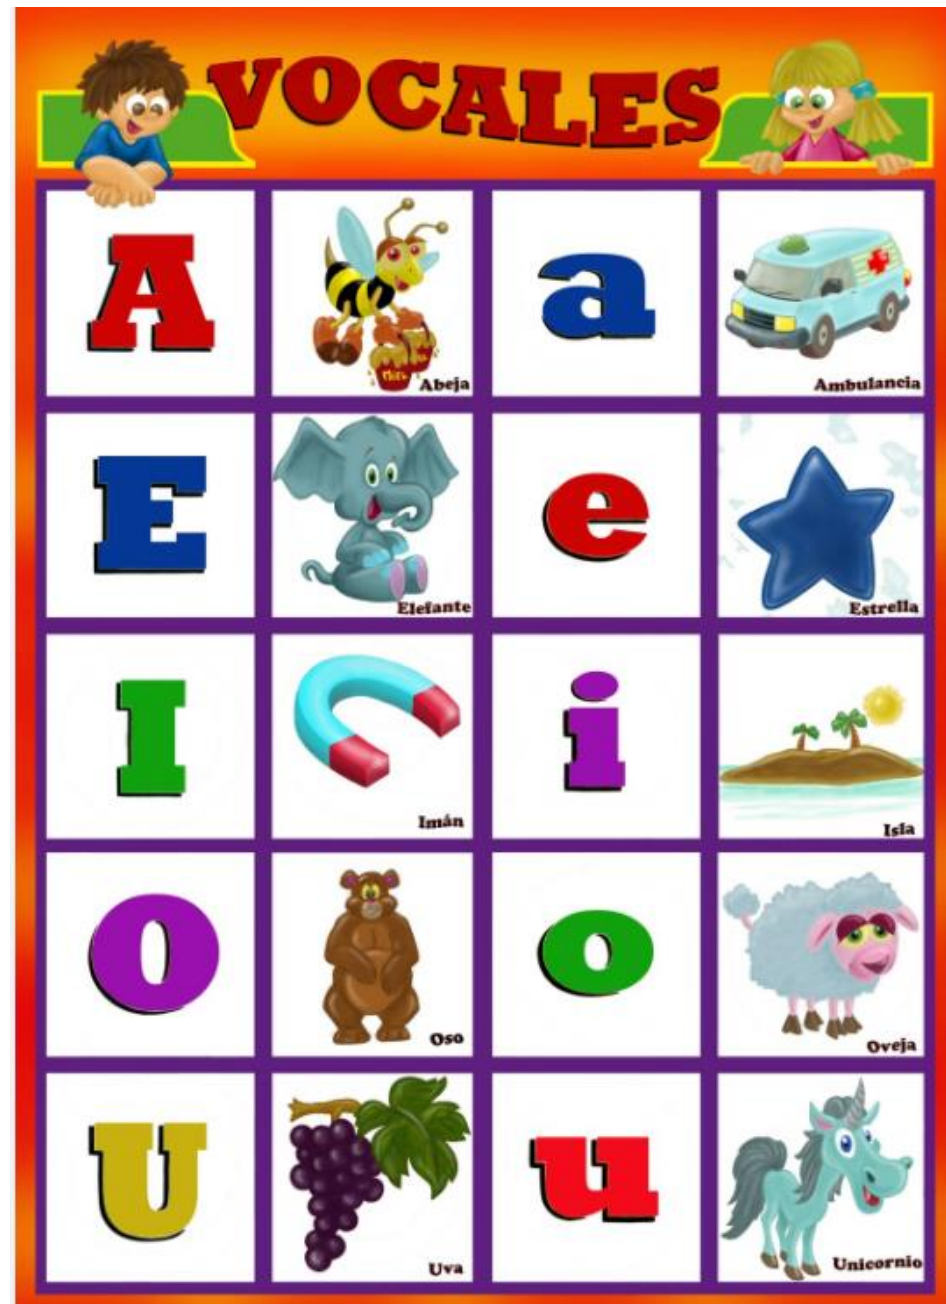 VOCALES
A
Abeja
a
Ambulancia
E
Elefante
e
Estrella
I
Imán
i
Isla
O
Oso
o
Oveja
U
Uva
u
Unicornio